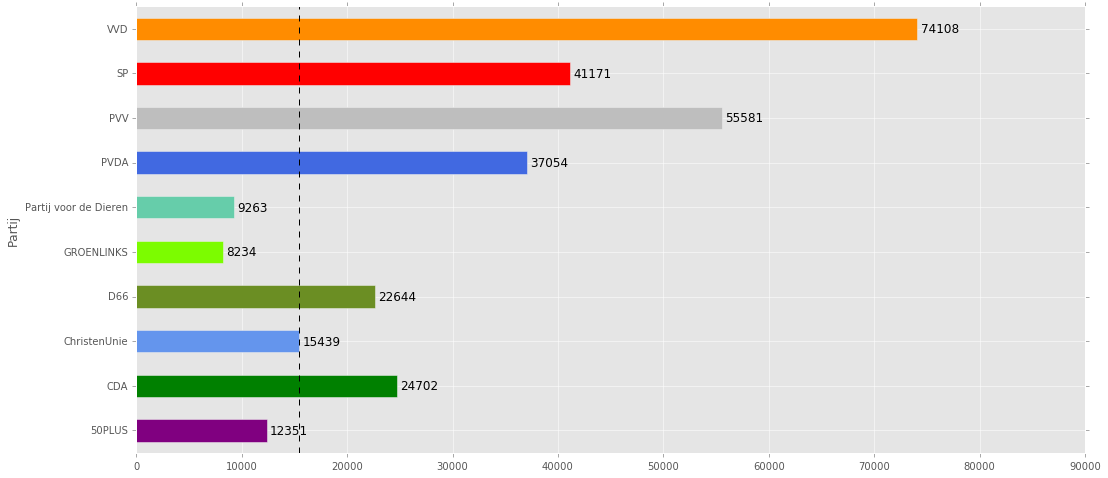 VVD 74108
SP 41171
PVV 55581
PVDA 37054
Partij voor de Dieren 9263
GROENLINKS 8234
D66 22644
ChristenUnie 15439
CDA 24702
50PLUS 12351
Partij
0 10000 20000 30000 40000 50000 60000 70000 80000 90000